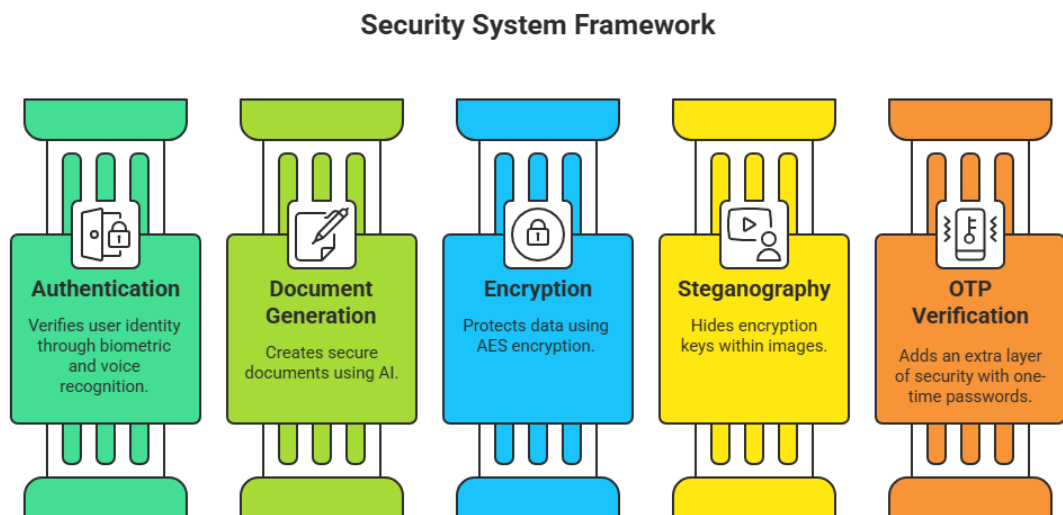 Security System Framework
Authentication
Verifies user identity
through biometric
and voice
recognition.
Document
Generation
Creates secure
documents using AI.
Encryption
Protects data using
AES encryption.
Steganography
Hides encryption
keys within images.
OTP
Verification
Adds an extra layer
of security with one-
time passwords.